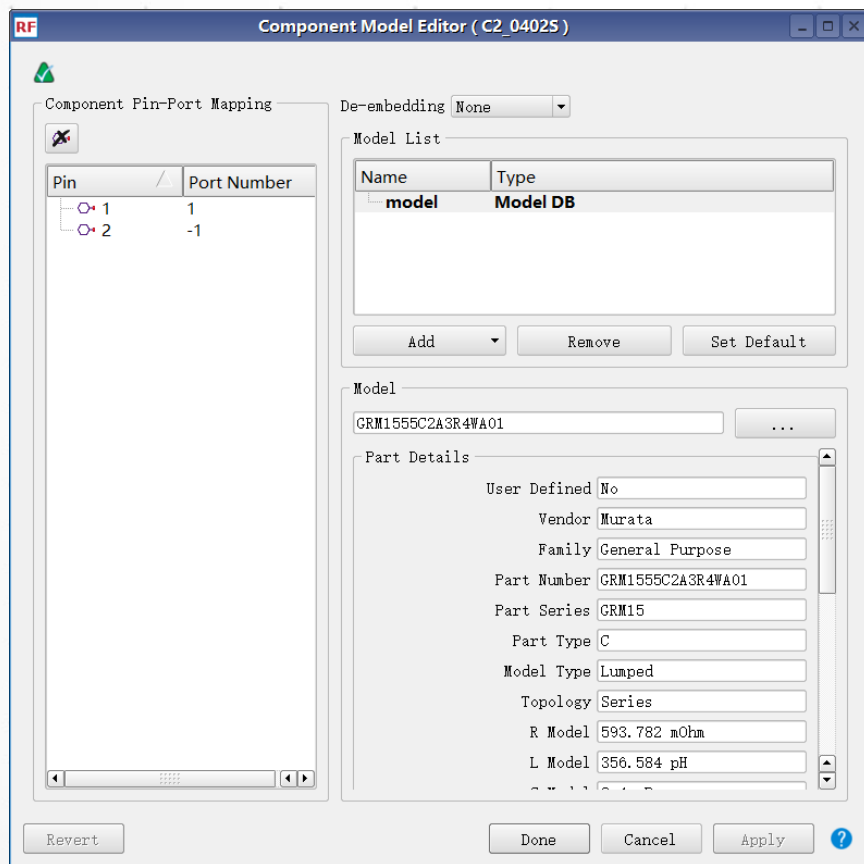 RF Component Model Editor ( C2_0402S )
Component Pin-Port Mapping
Pin Port Number
1 1
2 -1
De-embedding None
Model List
Name Type
model Model DB
Add Remove Set Default
Model
GRM1555C2A3R4WA01 ...
Part Details
User Defined No
Vendor Murata
Family General Purpose
Part Number GRM1555C2A3R4WA01
Part Series GRM15
Part Type C
Model Type Lumped
Topology Series
R Model 593.782 mOhm
L Model 356.584 pH
Revert Done Cancel Apply ?